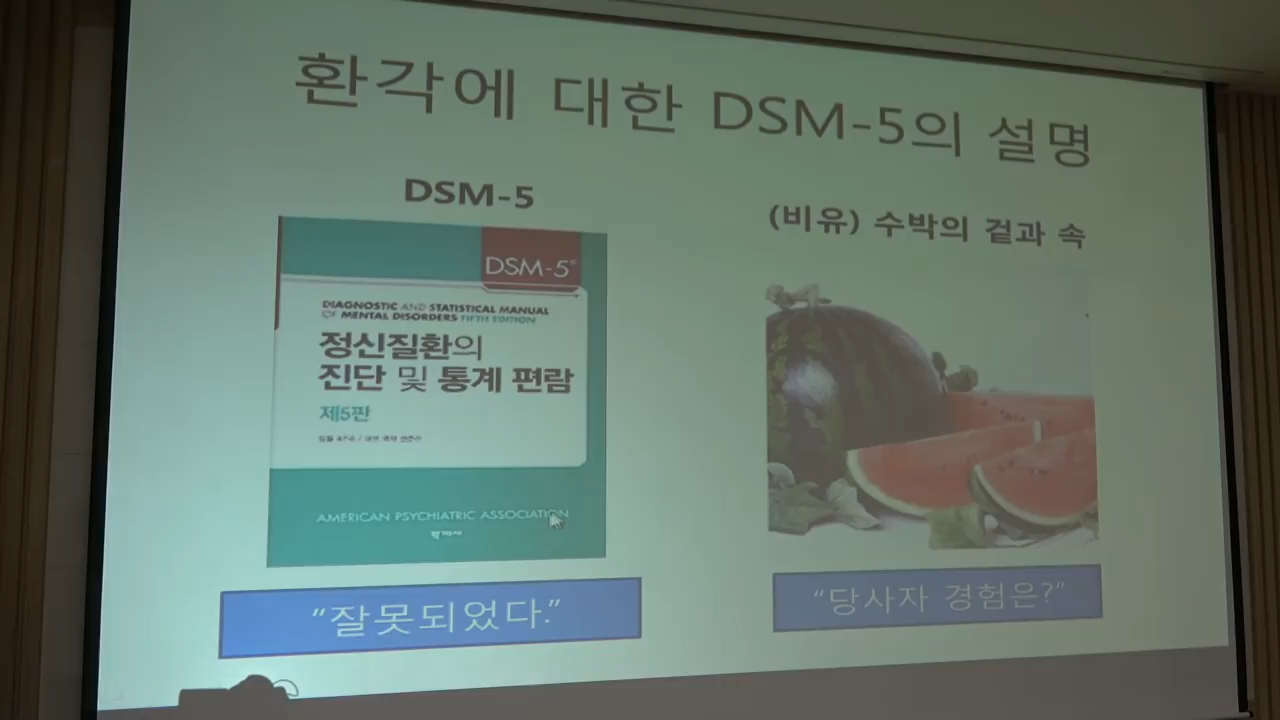 환각에 대한 DSM-5의 설명
DSM-5
DSM-5
DIAGNOSTIC AND STATISTICAL MANUAL
OF MENTAL DISORDERS FIFTH EDITION
정신질환의
진단 및 통계 편람
제5판
AMERICAN PSYCHIATRIC ASSOCIATION
“잘못되었다.”
(비유) 수박의 겉과 속
“당사자 경험은?”